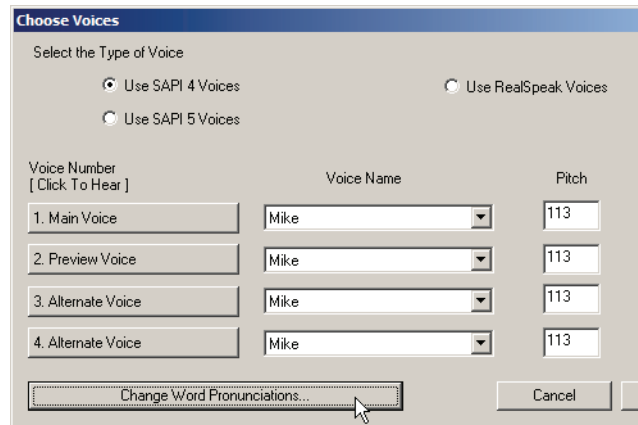 Choose Voices
Select the Type of Voice
Use SAPI 4 Voices
Use RealSpeak Voices
Use SAPI 5 Voices
Voice Number
[ Click To Hear ]
Voice Name
Pitch
1. Main Voice
Mike
113
2. Preview Voice
Mike
113
3. Alternate Voice
Mike
113
4. Alternate Voice
Mike
113
Change Word Pronunciations...
Cancel